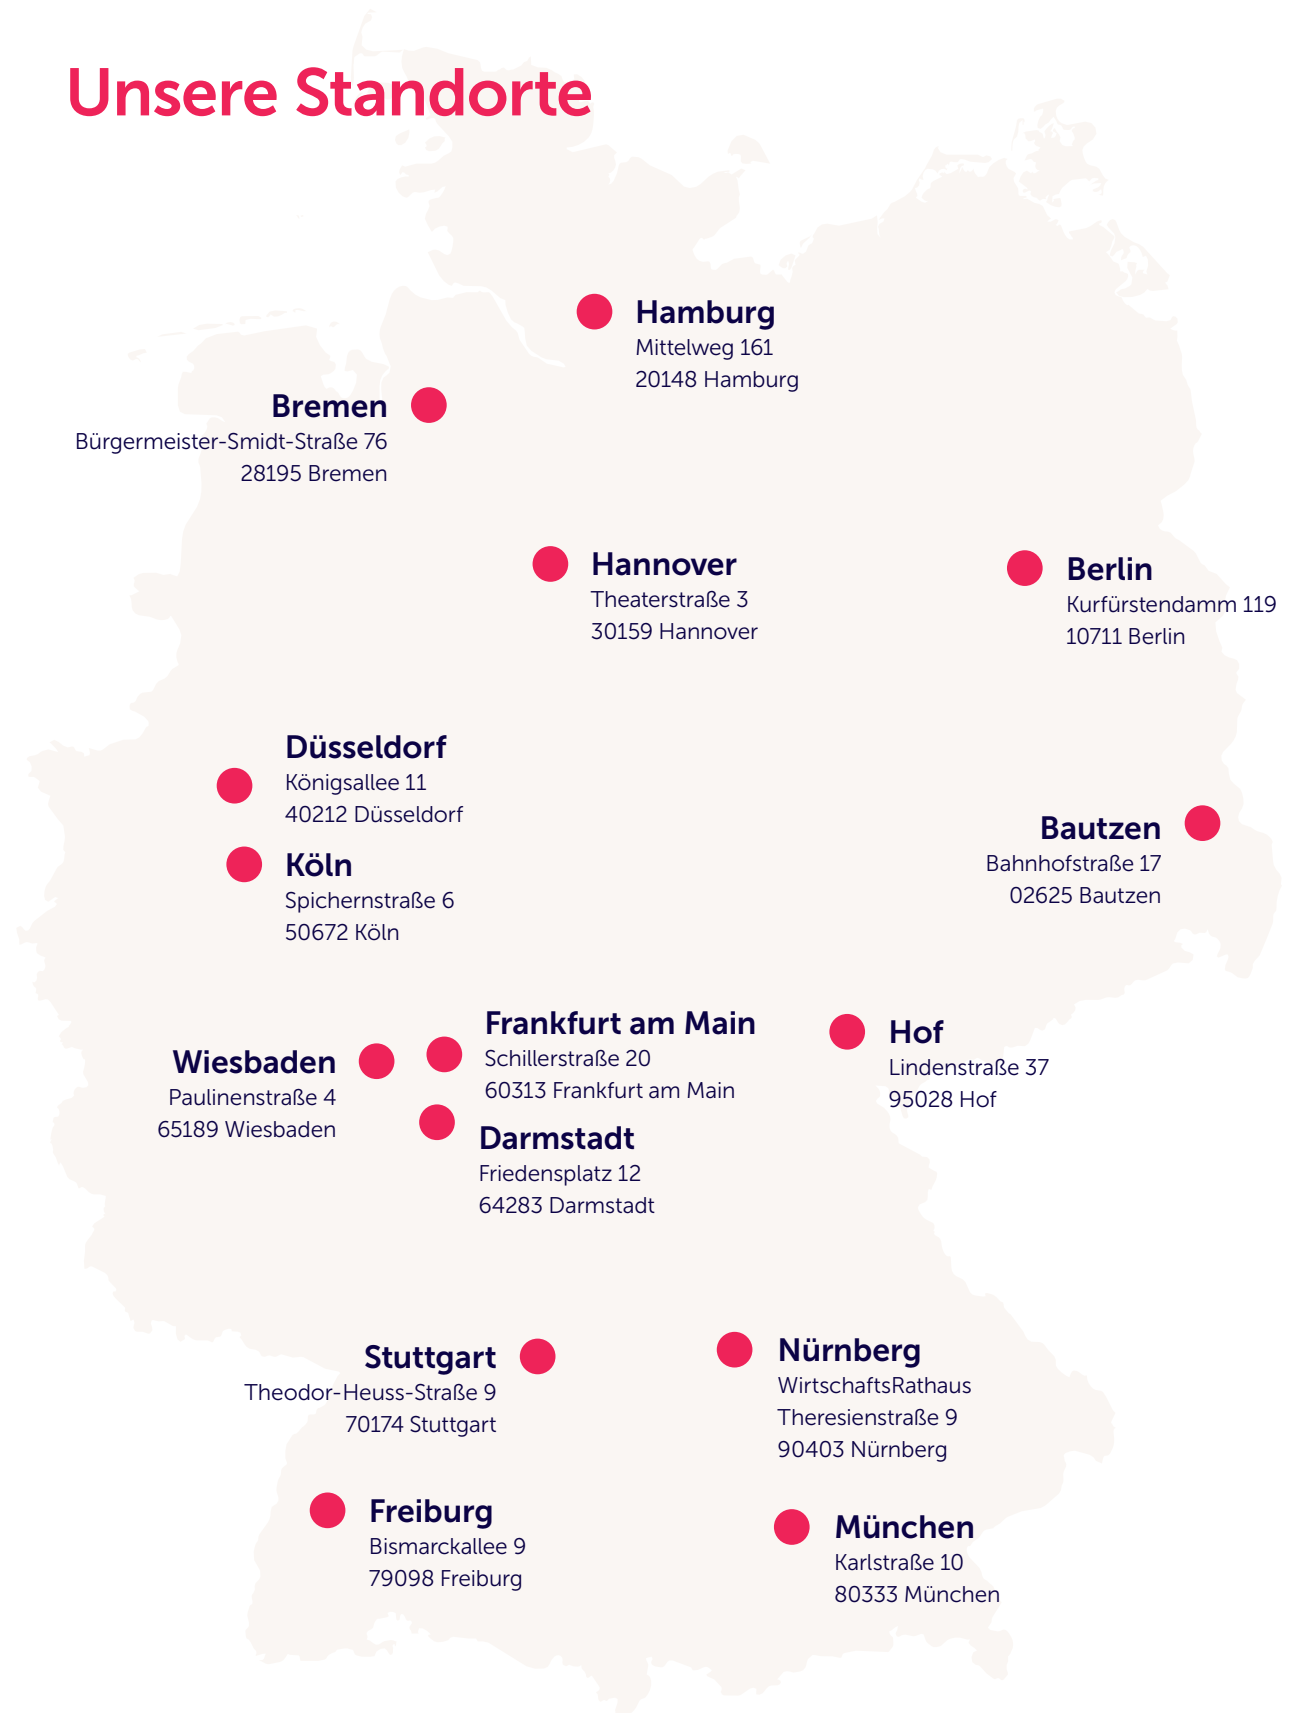 Unsere Standorte
Hamburg
Mittelweg 161
20148 Hamburg
Bremen
Bürgermeister-Smidt-Straße 76
28195 Bremen
Hannover
Theaterstraße 3
30159 Hannover
Berlin
Kurfürstendamm 119
10711 Berlin
Düsseldorf
Königsallee 11
40212 Düsseldorf
Köln
Spichernstraße 6
50672 Köln
Bautzen
Bahnhofstraße 17
02625 Bautzen
Frankfurt am Main
Schillerstraße 20
60313 Frankfurt am Main
Hof
Lindenstraße 37
95028 Hof
Wiesbaden
Paulinenstraße 4
65189 Wiesbaden
Darmstadt
Friedensplatz 12
64283 Darmstadt
Stuttgart
Theodor-Heuss-Straße 9
70174 Stuttgart
Nürnberg
WirtschaftsRathaus
Theresienstraße 9
90403 Nürnberg
Freiburg
Bismarckallee 9
79098 Freiburg
München
Karlstraße 10
80333 München